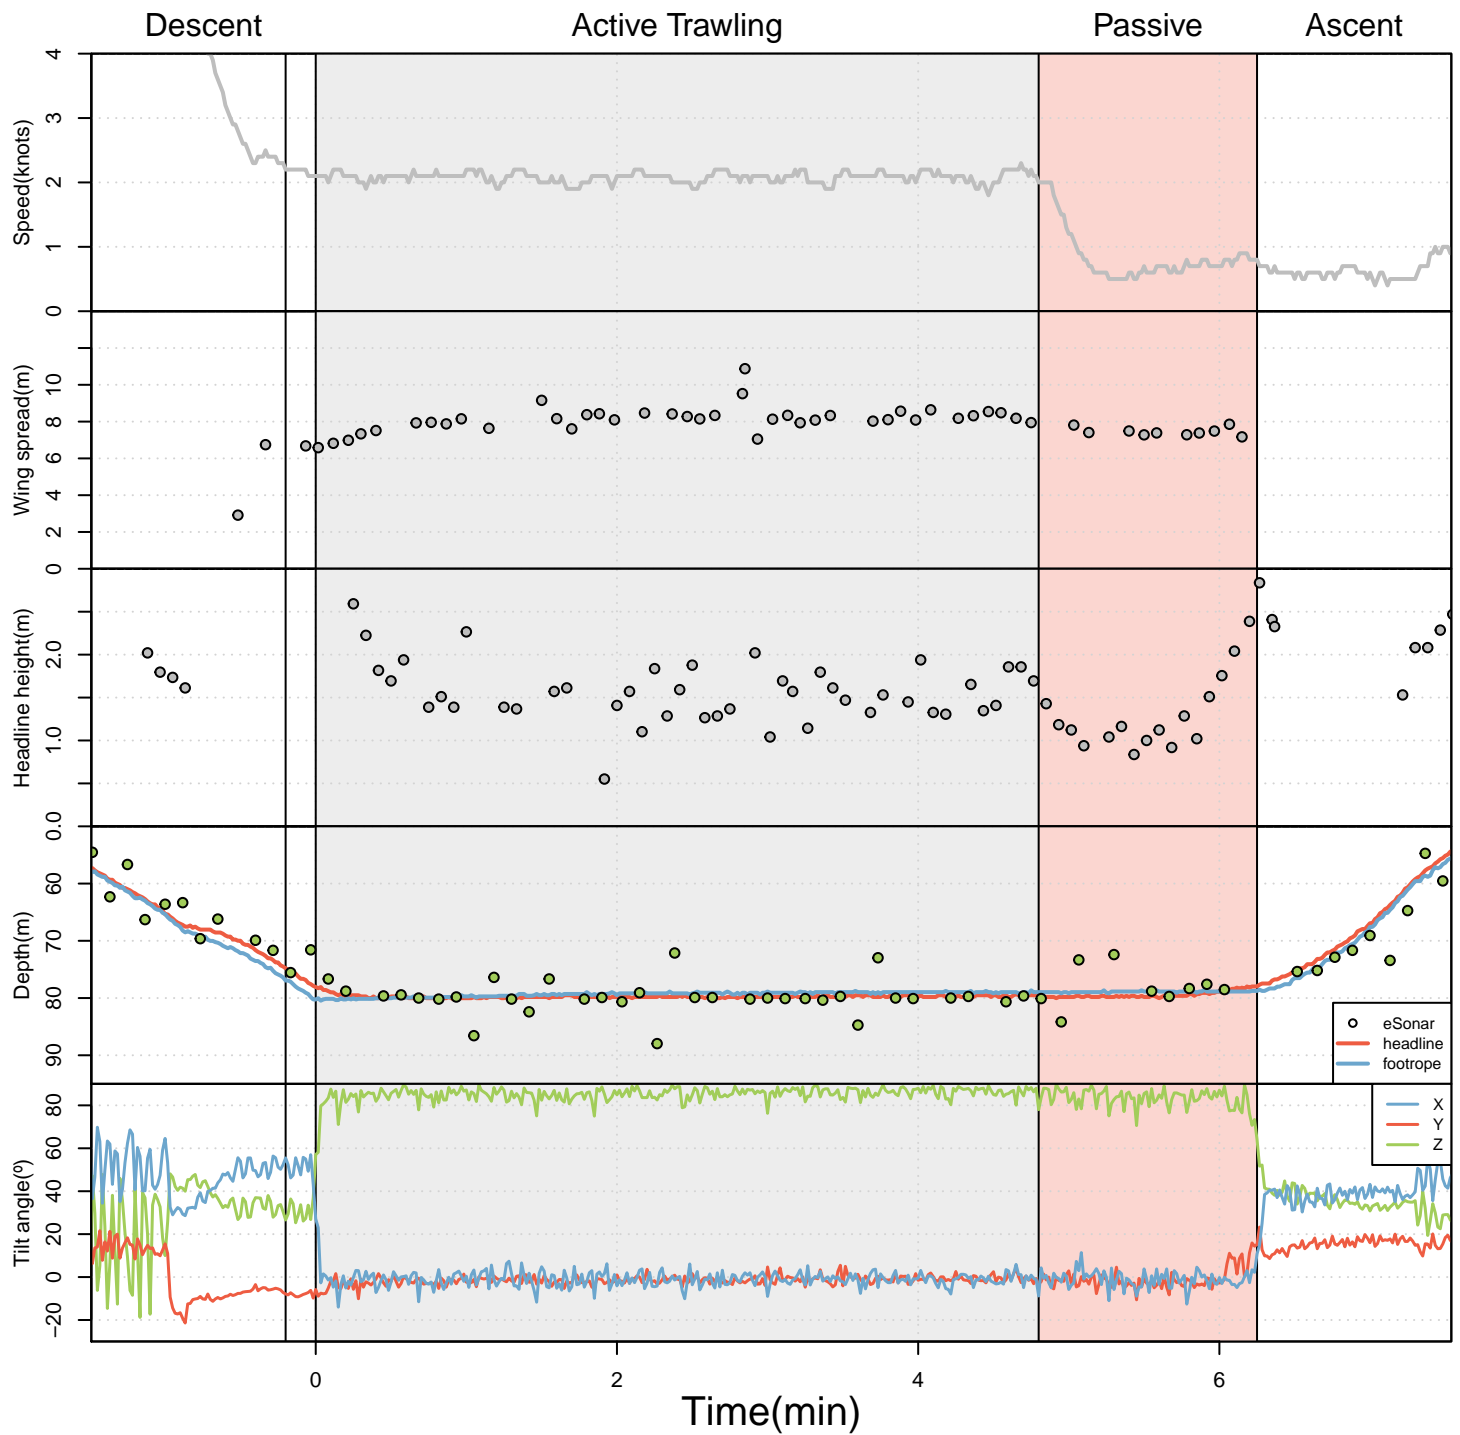 Descent Active Trawling Passive Ascent
Speed(knots)
4
3
2
1
0
Wing spread(m)
10
8
6
4
2
0
Headline height(m)
2.0
1.0
0.0
Depth(m)
60
70
80
90
eSonar
headline
footrope
Tilt angle(º)
80
60
40
20
0
−20
X
Y
Z
0 2 4 6
Time(min)